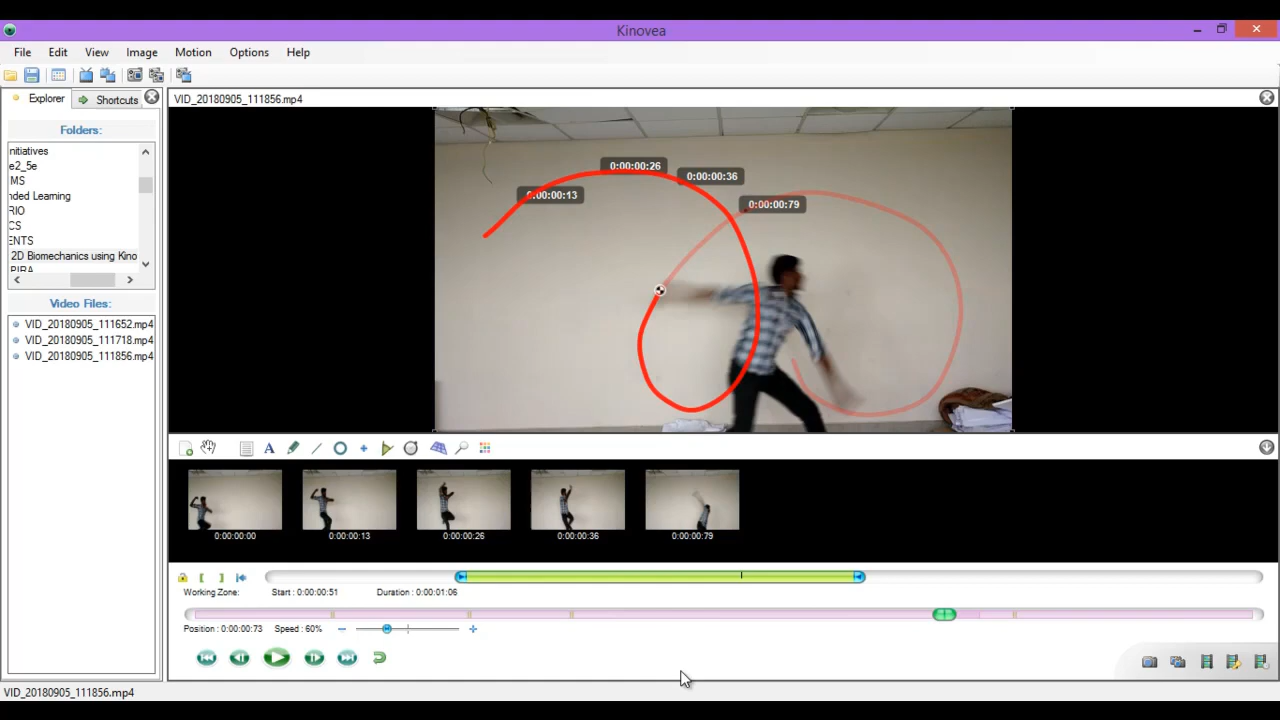 Kinovea
File Edit View Image Motion Options Help
Explorer Shortcuts
VID_20180905_111856.mp4
Folders:
nitiatives
e2_5e
MS
nded Learning
RIO
CS
ENTS
2D Biomechanics using Kino
PIRA
Video Files:
VID_20180905_111652.mp4
VID_20180905_111718.mp4
VID_20180905_111856.mp4
0:00:00:13
0:00:00:26
0:00:00:36
0:00:00:79
0:00:00:00 0:00:00:13 0:00:00:26 0:00:00:36 0:00:00:79
Working Zone: Start : 0:00:00:51 Duration : 0:00:01:06
Position : 0:00:00:73 Speed : 60%
VID_20180905_111856.mp4